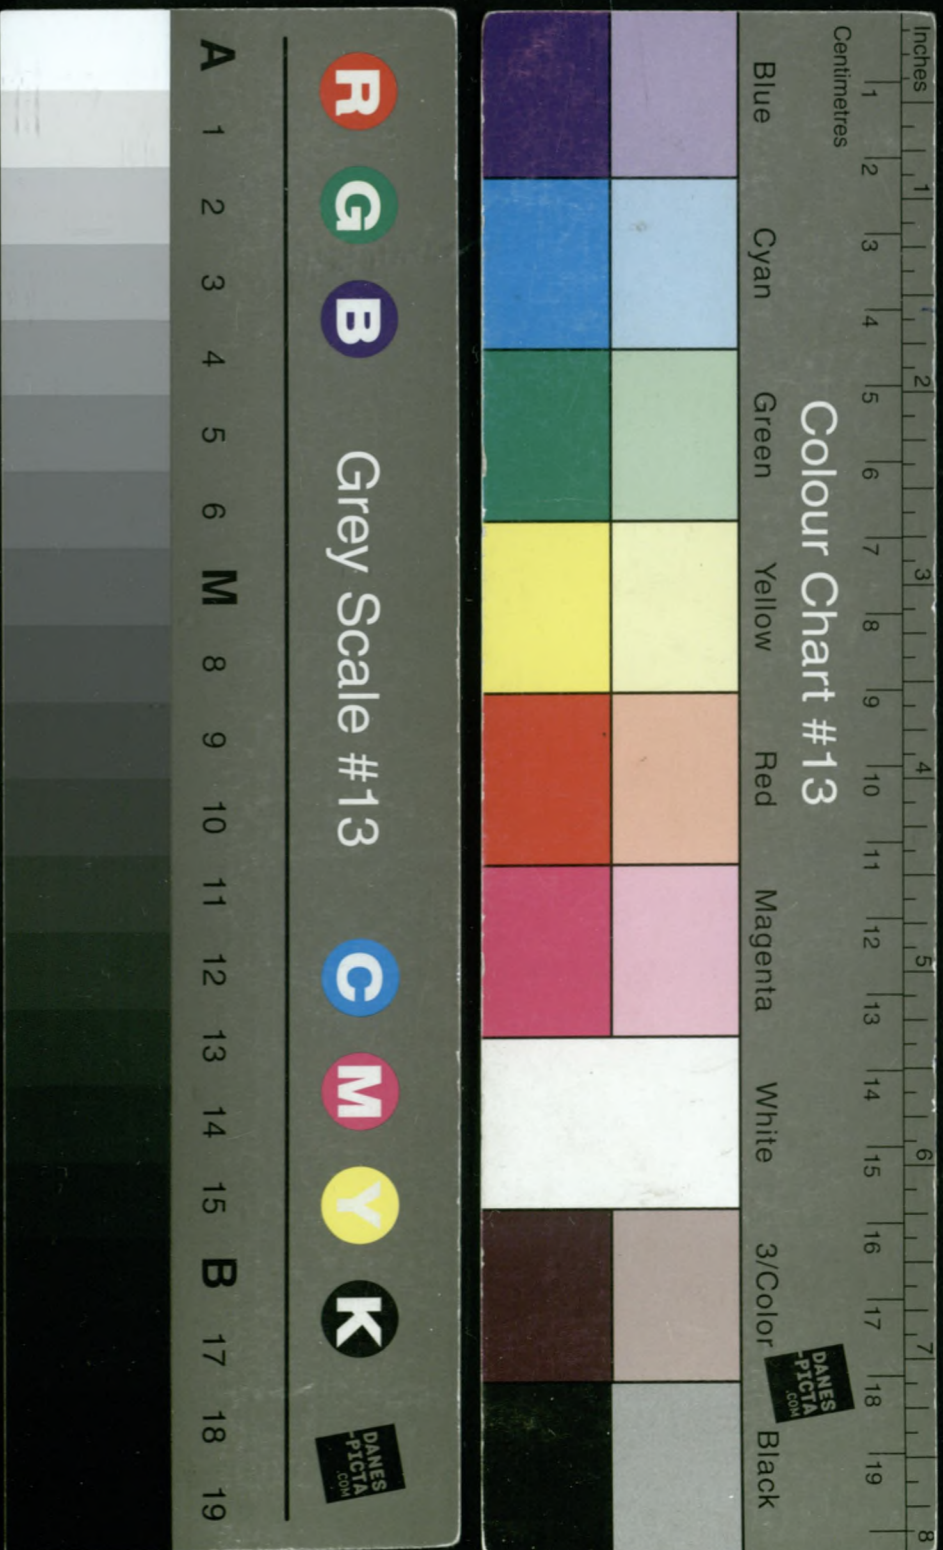 Inches
1 2 3 4 5 6 7 8
Centimetres
1 2 3 4 5 6 7 8 9 10 11 12 13 14 15 16 17 18 19
Colour Chart #13
DANES
-PICTA
.COM
Blue Cyan Green Yellow Red Magenta White 3/Color Black
R G B Grey Scale #13 C M Y K
DANES
-PICTA
.COM
A 1 2 3 4 5 6 M 8 9 10 11 12 13 14 15 B 17 18 19